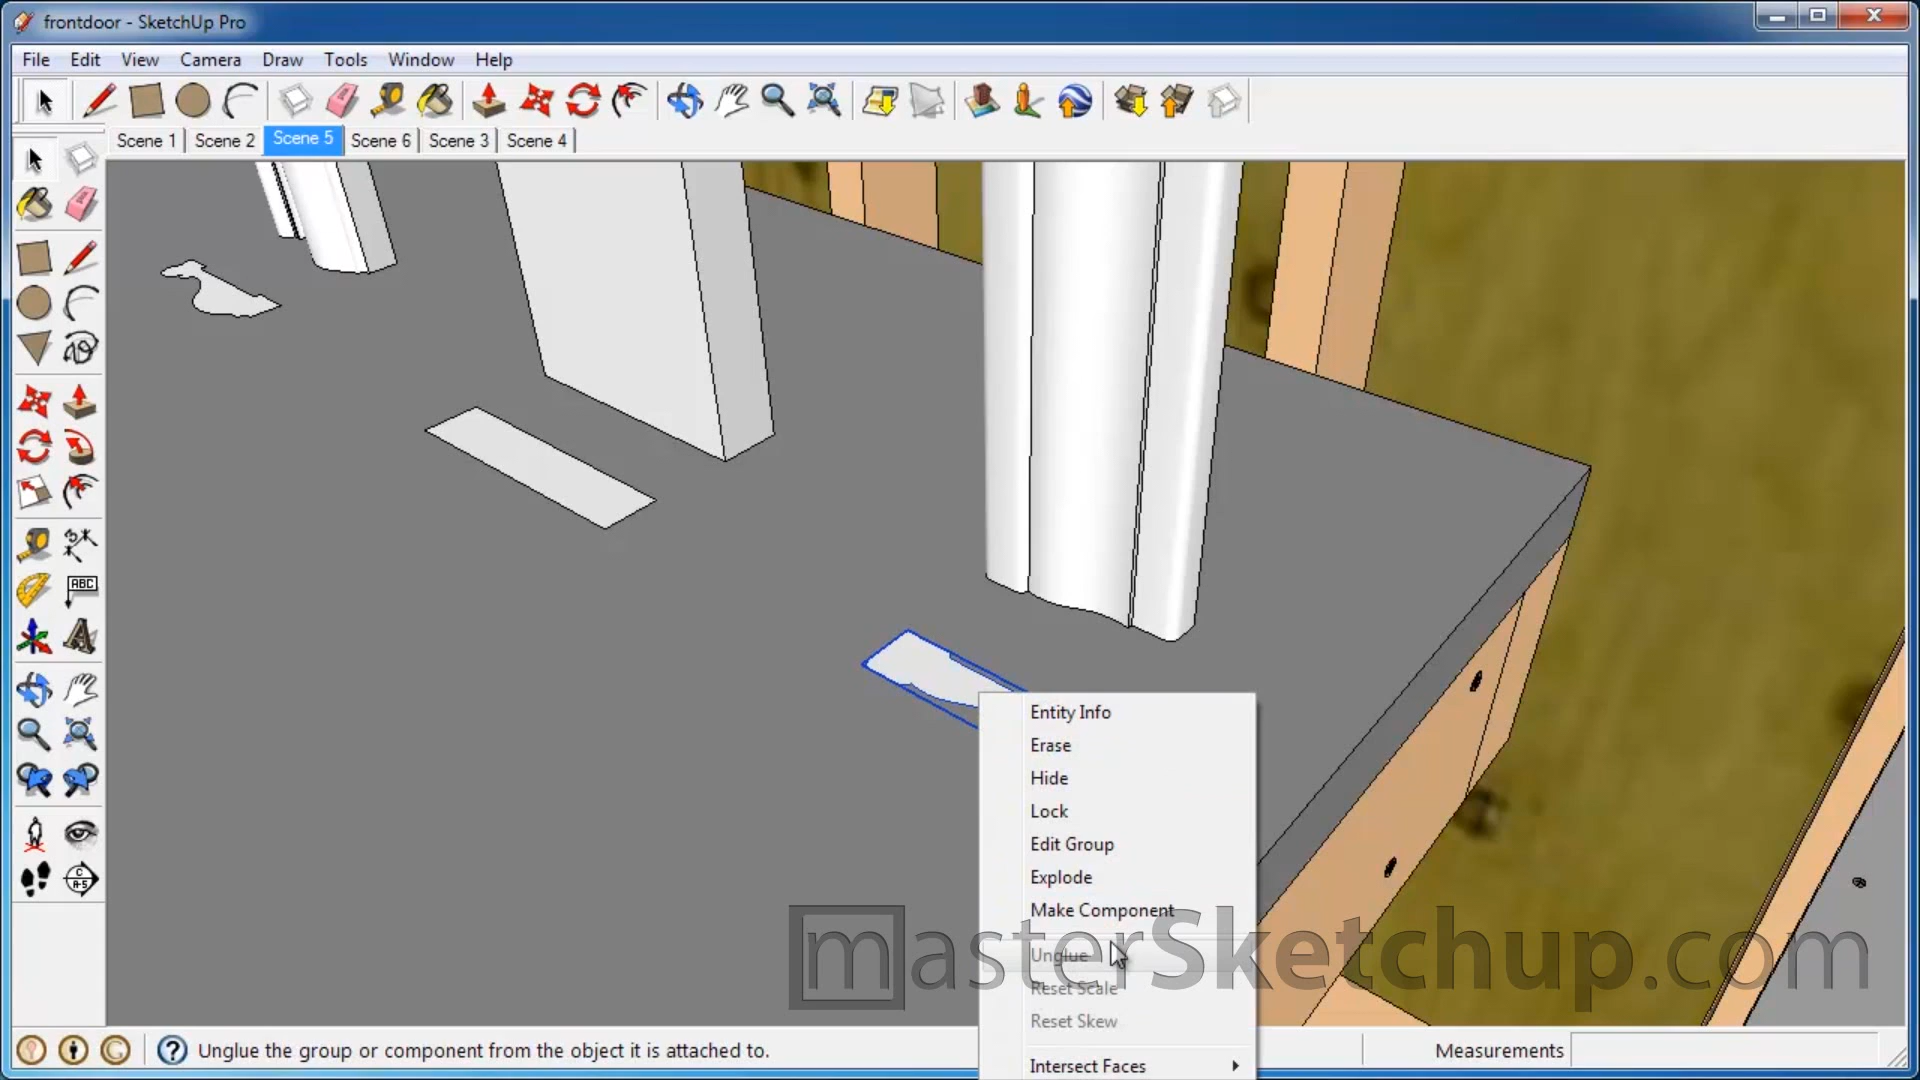 frontdoor - SketchUp Pro
File Edit View Camera Draw Tools Window Help
Scene 1 Scene 2 Scene 5 Scene 6 Scene 3 Scene 4
ABC
A
C
A-5
Entity Info
Erase
Hide
Lock
Edit Group
Explode
Make Component
Unglue
Reset Scale
Reset Skew
Intersect Faces
masterSketchup.com
Unglue the group or component from the object it is attached to.
Measurements